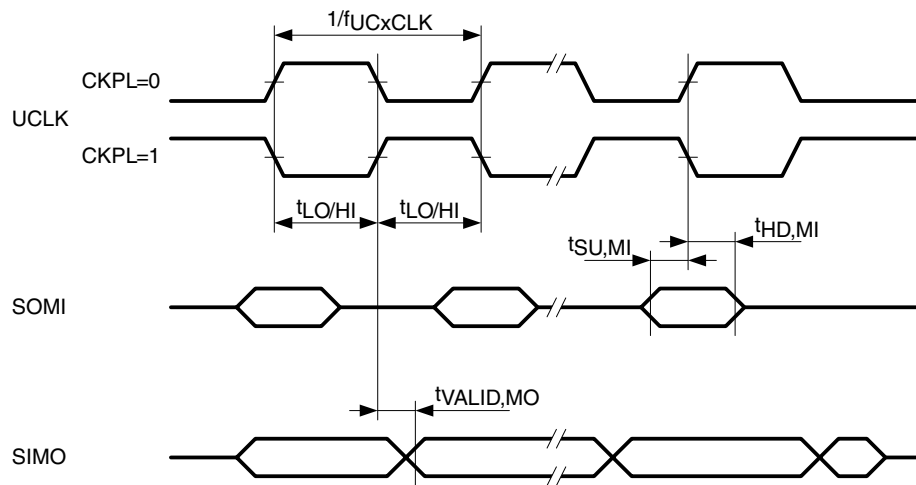 1/fUCxCLK
CKPL=0
UCLK
CKPL=1
tLO/HI tLO/HI
tHD,MI
tSU,MI
SOMI
tVALID,MO
SIMO